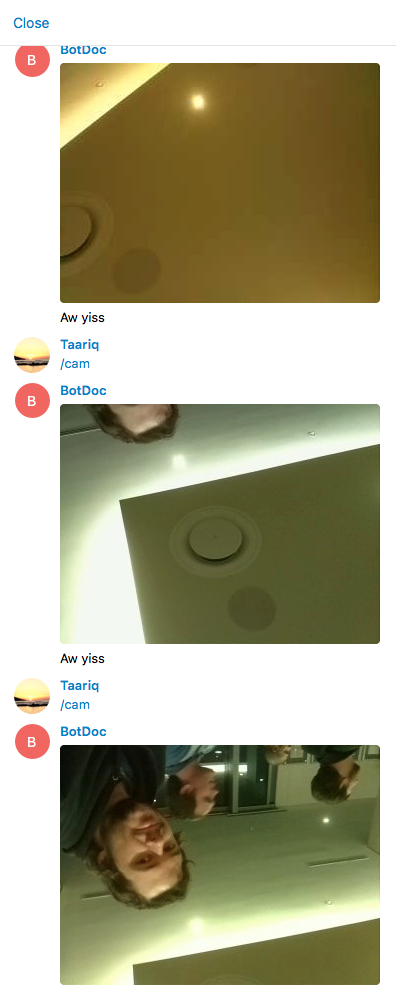 Close
B
BotDoc
Aw yiss
Taariq
/cam
B
BotDoc
Aw yiss
Taariq
/cam
B
BotDoc